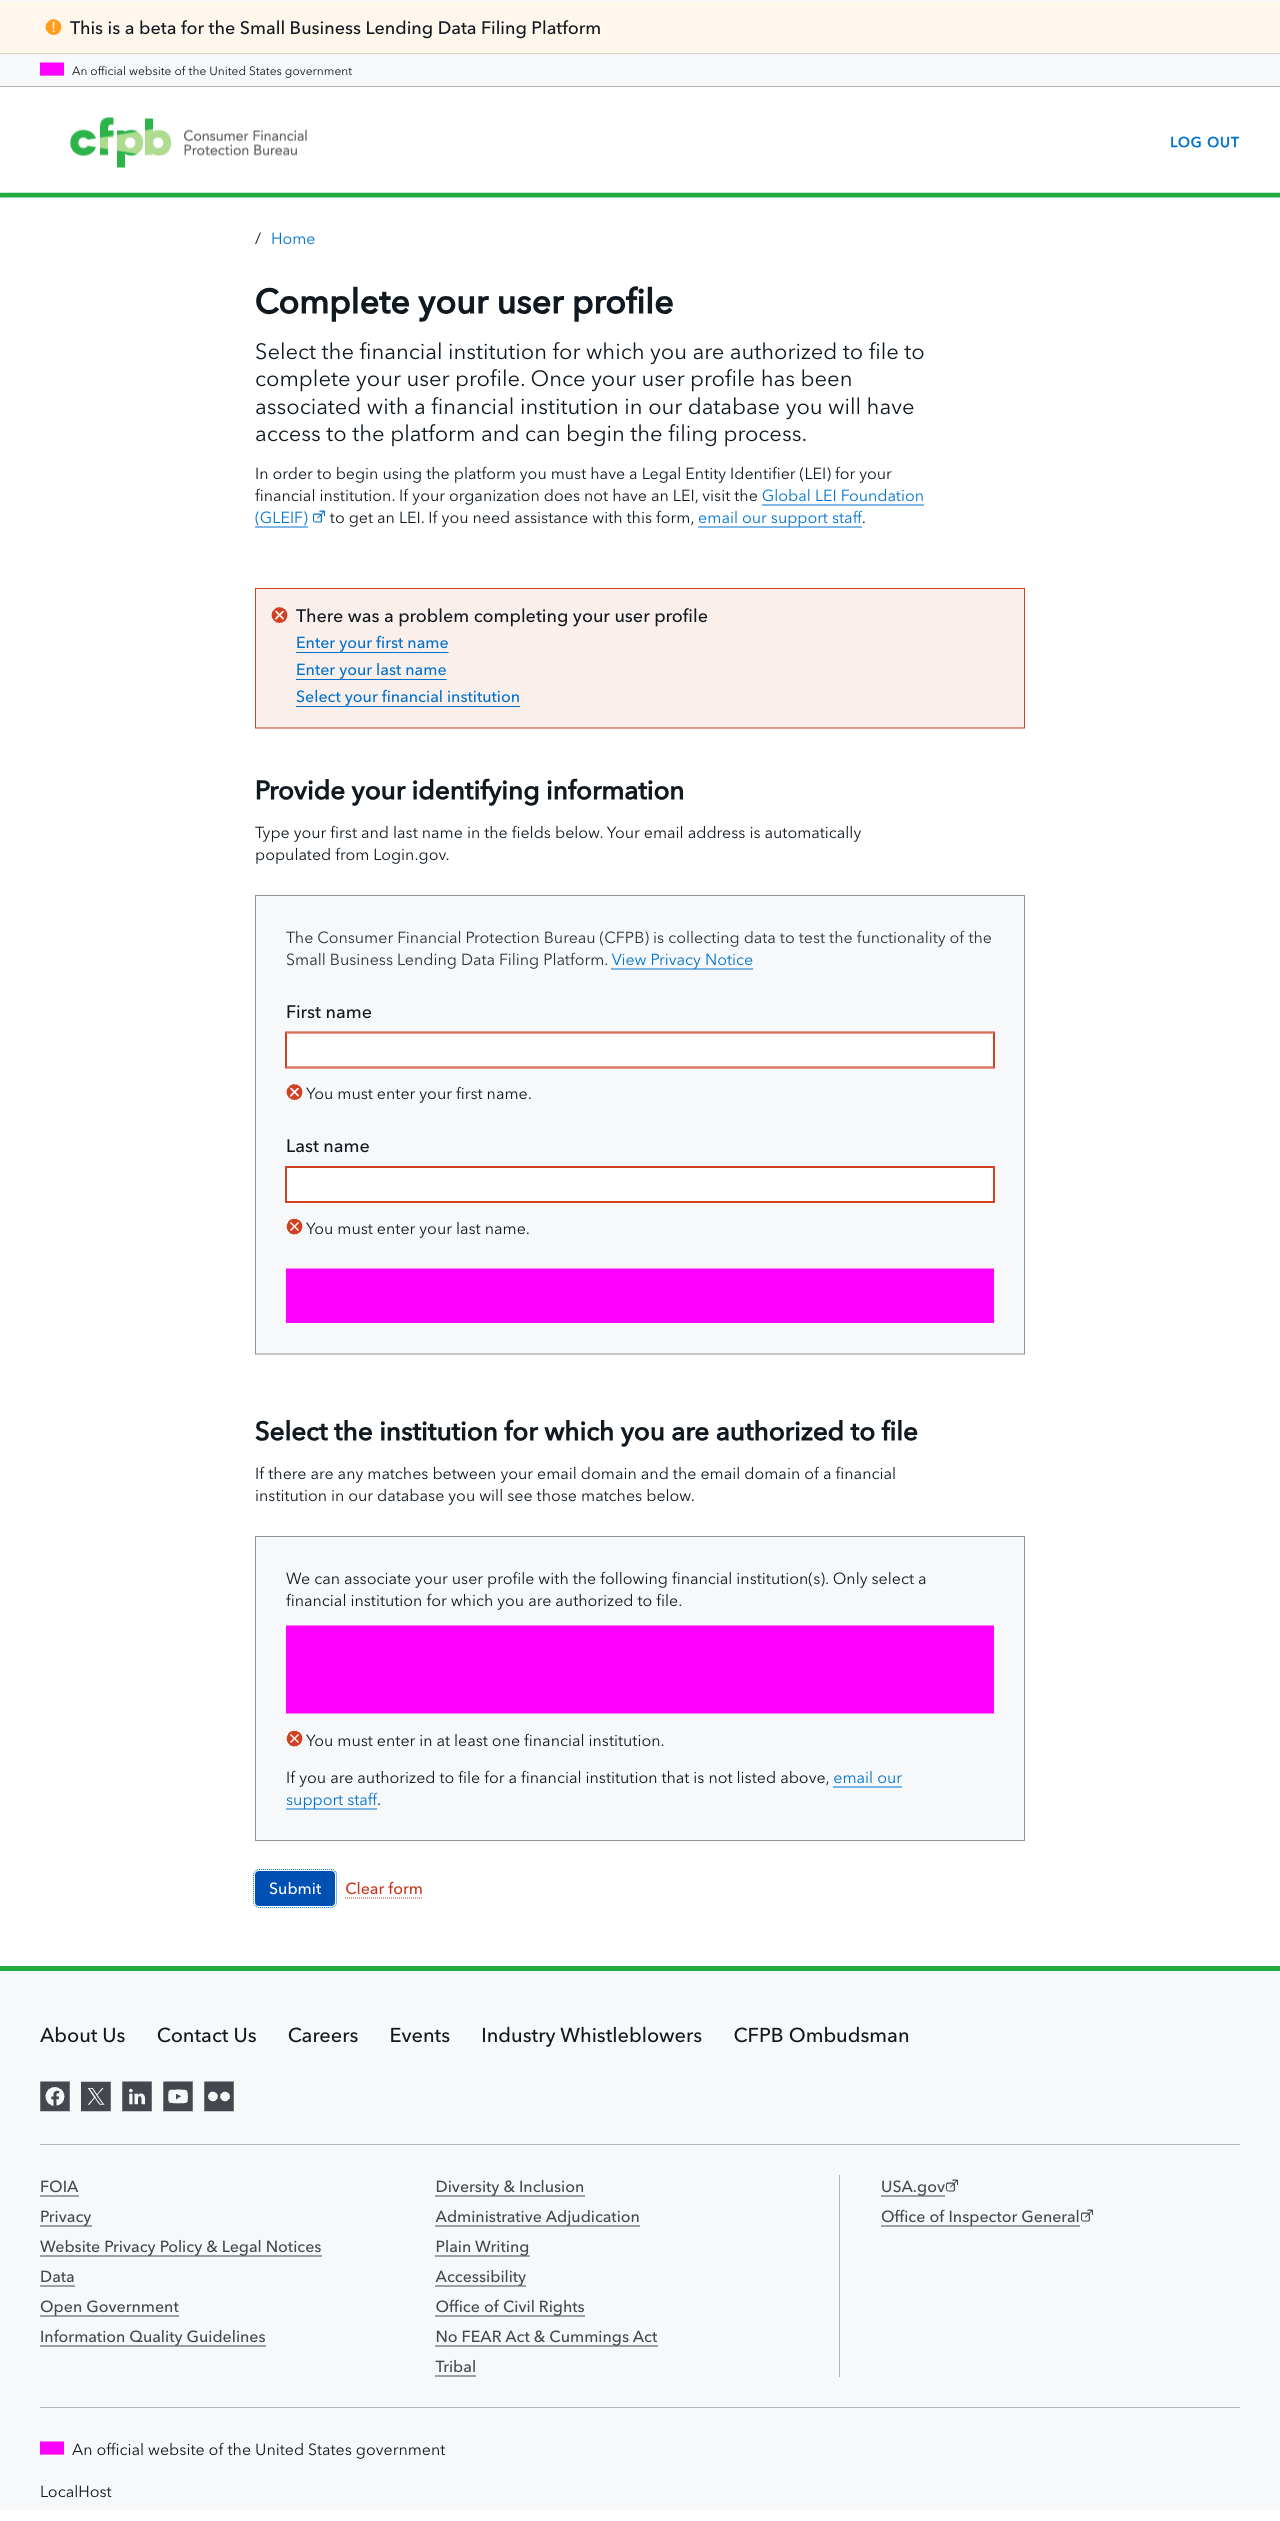 This is a beta for the Small Business Lending Data Filing Platform
An official website of the United States government
cfpb Consumer Financial
Protection Bureau
LOG OUT
/ Home
Complete your user profile
Select the financial institution for which you are authorized to file to
complete your user profile. Once your user profile has been
associated with a financial institution in our database you will have
access to the platform and can begin the filing process.
In order to begin using the platform you must have a Legal Entity Identifier (LEI) for your
financial institution. If your organization does not have an LEI, visit the Global LEI Foundation
(GLEIF) to get an LEI. If you need assistance with this form, email our support staff.
There was a problem completing your user profile
Enter your first name
Enter your last name
Select your financial institution
Provide your identifying information
Type your first and last name in the fields below. Your email address is automatically
populated from Login.gov.
The Consumer Financial Protection Bureau (CFPB) is collecting data to test the functionality of the
Small Business Lending Data Filing Platform. View Privacy Notice
First name
You must enter your first name.
Last name
You must enter your last name.
Select the institution for which you are authorized to file
If there are any matches between your email domain and the email domain of a financial
institution in our database you will see those matches below.
We can associate your user profile with the following financial institution(s). Only select a
financial institution for which you are authorized to file.
You must enter in at least one financial institution.
If you are authorized to file for a financial institution that is not listed above, email our
support staff.
Submit Clear form
About Us Contact Us Careers Events Industry Whistleblowers CFPB Ombudsman
FOIA
Privacy
Website Privacy Policy & Legal Notices
Data
Open Government
Information Quality Guidelines
Diversity & Inclusion
Administrative Adjudication
Plain Writing
Accessibility
Office of Civil Rights
No FEAR Act & Cummings Act
Tribal
USA.gov
Office of Inspector General
An official website of the United States government
LocalHost